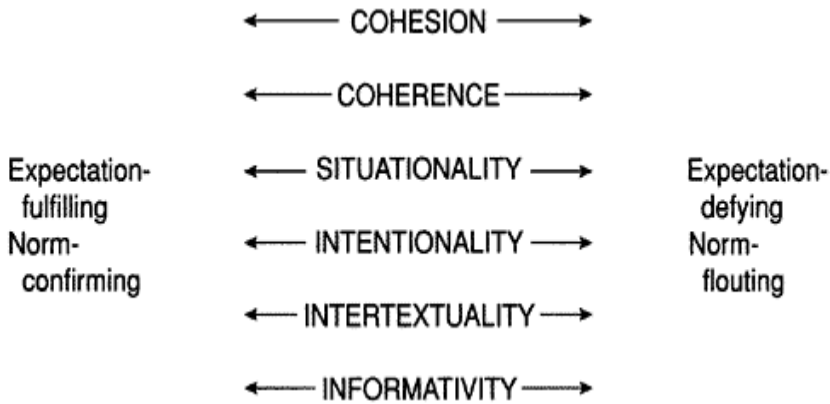 COHESION
COHERENCE
Expectation-
fulfilling
Norm-
confirming
SITUATIONALITY
INTENTIONALITY
INTERTEXTUALITY
INFORMATIVITY
Expectation-
defying
Norm-
flouting